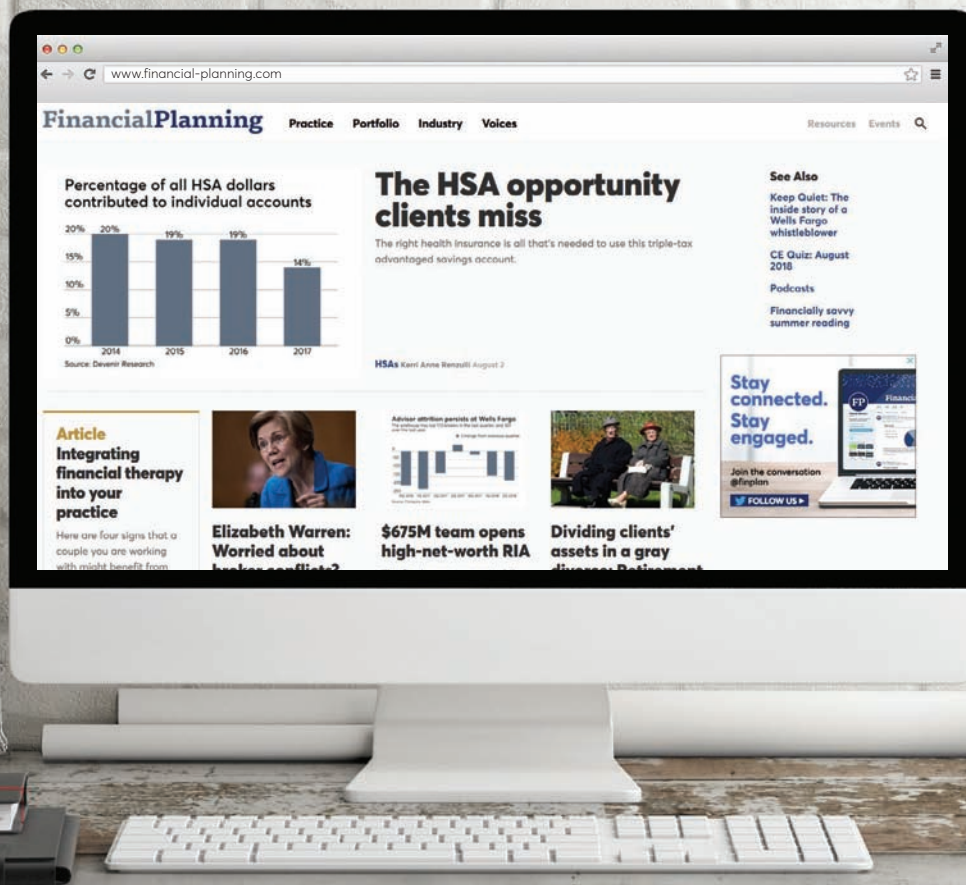 www.financial-planning.com
FinancialPlanning
Practice Portfolio Industry Voices
Resources Events
Percentage of all HSA dollars
contributed to individual accounts
20% 20%
19% 19%
15%
14%
10%
5%
0%
2014 2015 2016 2017
Source: Devenir Research
The HSA opportunity
clients miss
The right health insurance is all that's needed to use this triple-tax
advantaged savings account.
HSAs Kerri Anne Renzulli August 2
See Also
Keep Quiet: The
inside story of a
Wells Fargo
whistleblower
CE Quiz: August
2018
Podcasts
Financially savvy
summer reading
Stay
connected.
Stay
engaged.
Join the conversation
@finplan
FOLLOW US
FP
Financia
Article
Integrating
financial therapy
into your
practice
Here are four signs that a
couple you are working
with might benefit from
Elizabeth Warren:
Worried about
broker conflicts?
Advisor attrition persists at Wells Fargo
$675M team opens
high-net-worth RIA
Dividing clients'
assets in a gray
divorce: Retirement